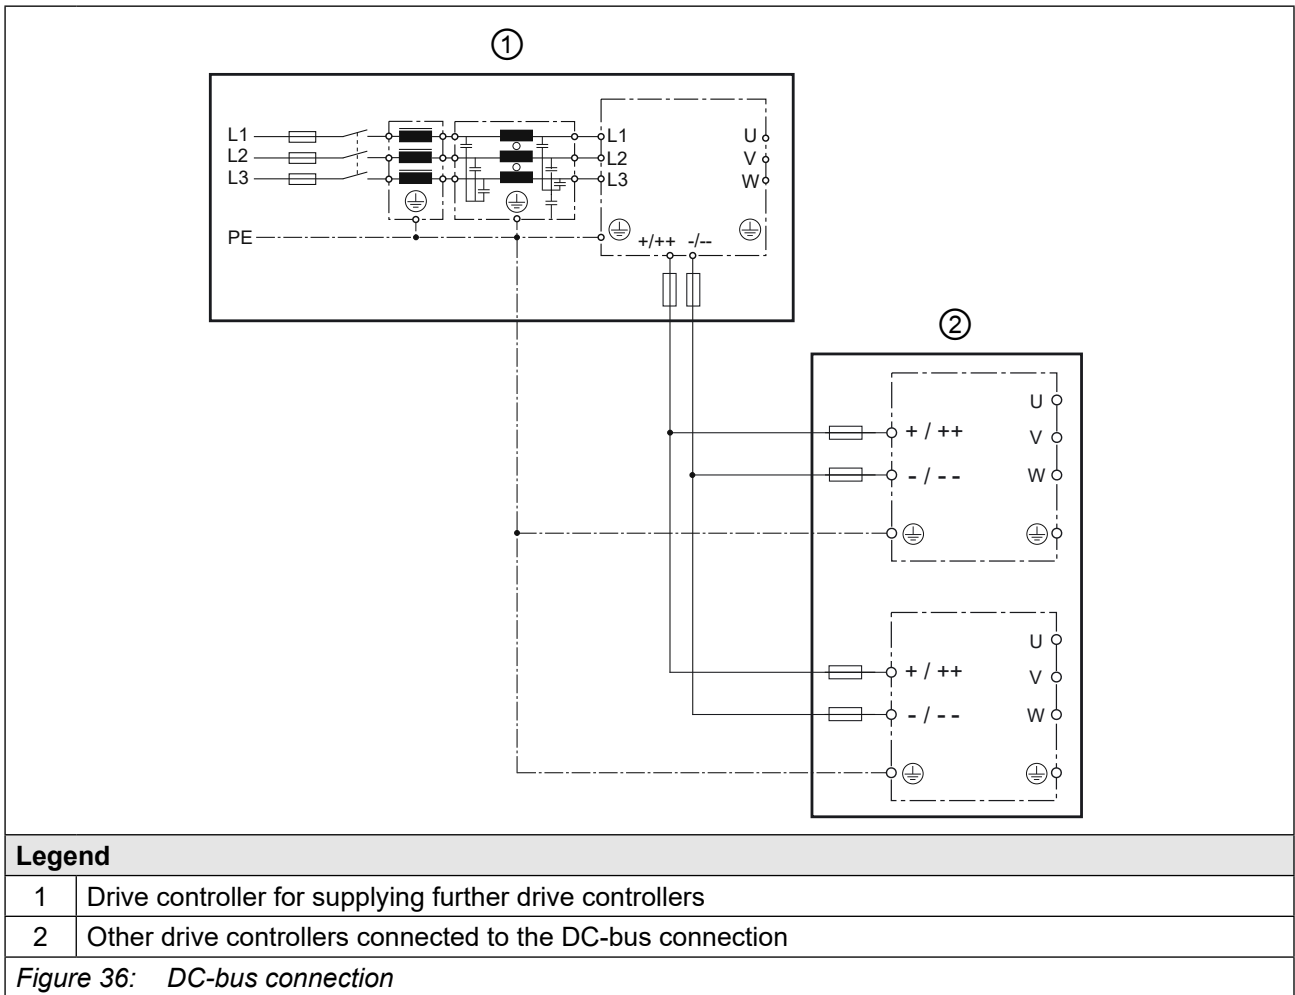 1
L1
L2
L3
PE
L1
L2
L3
U
V
W
+/++ -/--
2
U
+ / ++
V
- / - -
W
U
+ / ++
V
- / - -
W
Legend
1 Drive controller for supplying further drive controllers
2 Other drive controllers connected to the DC-bus connection
Figure 36: DC-bus connection